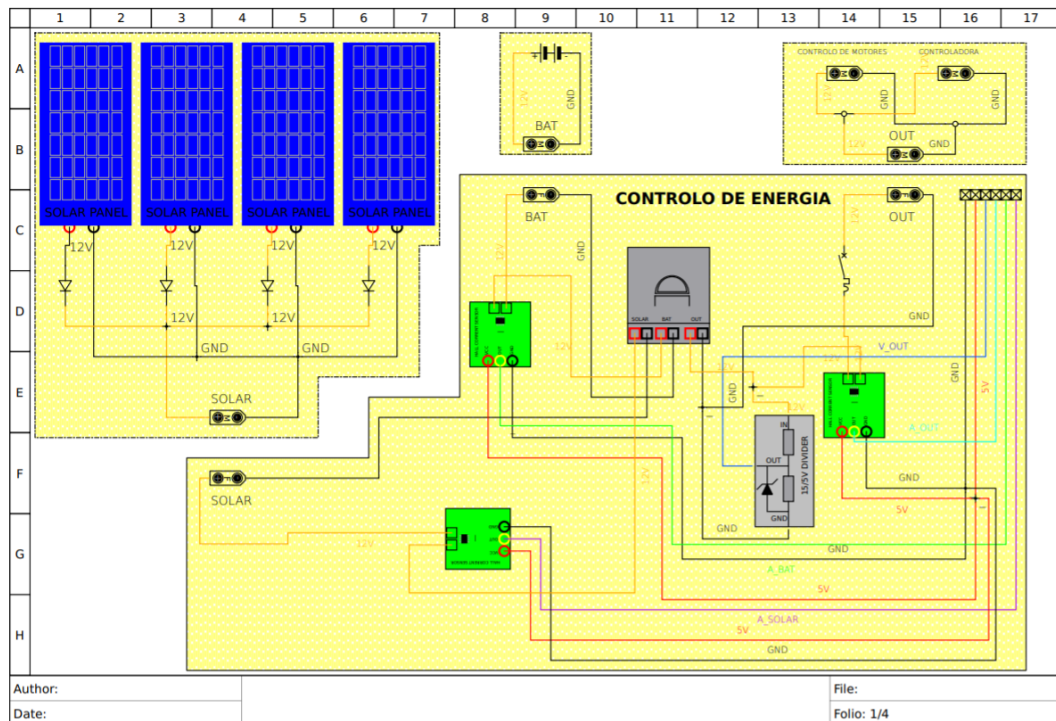 1 2 3 4 5 6 7 8 9 10 11 12 13 14 15 16 17
A
B
C
D
E
F
G
H
SOLAR PANEL SOLAR PANEL SOLAR PANEL SOLAR PANEL
12V 12V 12V 12V
12V 12V
GND GND
SOLAR
M
+ -
12V
GND
BAT
M
CONTROLO DE MOTORES CONTROLADORA
M M
12V
GND
GND
OUT
12V
GND
M
CONTROLO DE ENERGIA
F
BAT
12V
GND
F
OUT
12V
SOLAR BAT OUT
12V
V_OUT
12V
12V
GND
12V
GND
5V
A_OUT
IN
OUT
15/5V DIVIDER
GND
GND
5V
12V
F
SOLAR
12V
GND
GND
A_BAT
5V
A_SOLAR
5V
GND
Author:
Date:
File:
Folio: 1/4